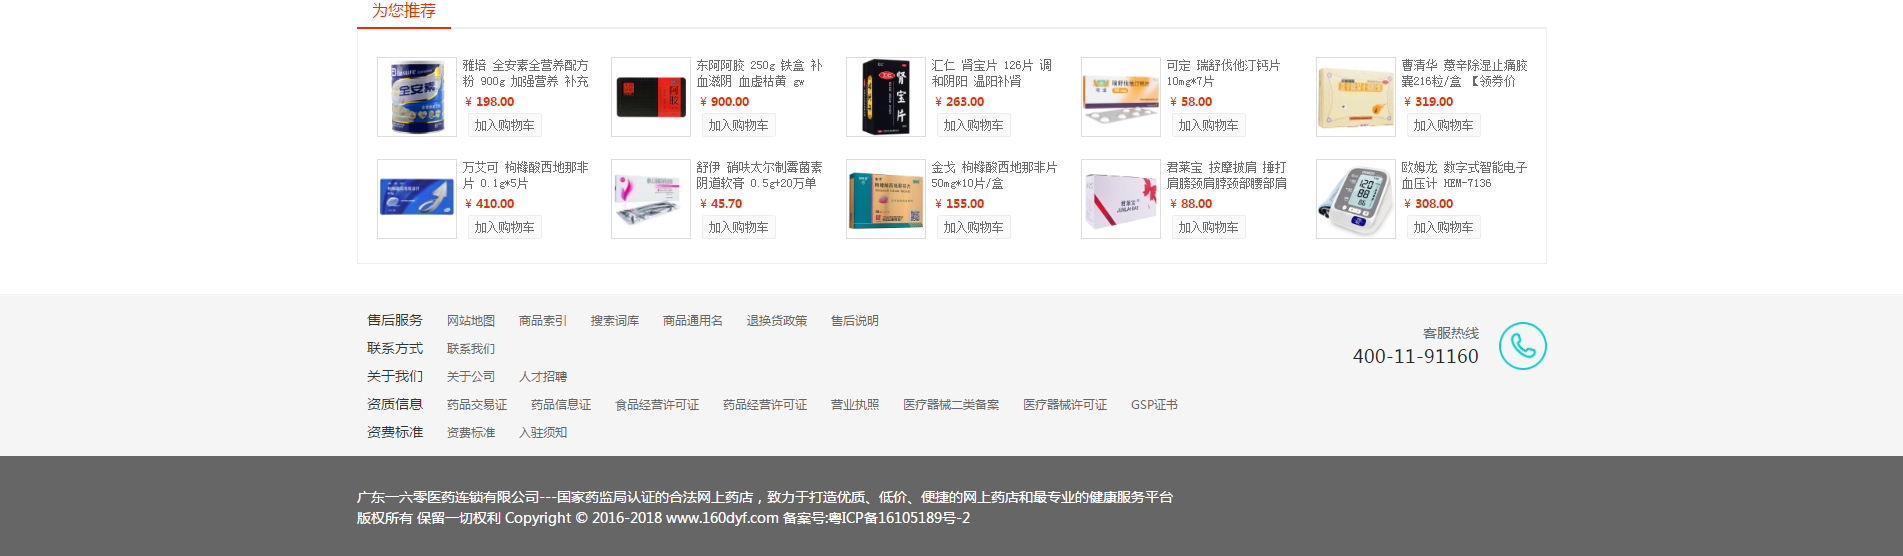 为您推荐
雅培 全安素全营养配方
粉 900g 加强营养 补充
¥ 198.00
加入购物车
东阿阿胶 250g 铁盒 补
血滋阴 血虚枯黄 gw
¥ 900.00
加入购物车
汇仁 肾宝片 126片 调
和阴阳 温阳补肾
¥ 263.00
加入购物车
可定 瑞舒伐他汀钙片
10mg*7片
¥ 58.00
加入购物车
曹清华 薏辛除湿止痛胶
囊216粒/盒 【领券价
¥ 319.00
加入购物车
万艾可 枸橼酸西地那非
片 0.1g*5片
¥ 410.00
加入购物车
舒伊 硝呋太尔制霉菌素
阴道软膏 0.5g+20万单
¥ 45.70
加入购物车
金戈 枸橼酸西地那非片
50mg*10片/盒
¥ 155.00
加入购物车
君莱宝 按摩披肩 捶打
肩膀颈肩脖颈部腰部肩
¥ 88.00
加入购物车
欧姆龙 数字式智能电子
血压计 HEM-7136
¥ 308.00
加入购物车
全安素
阿胶
肾宝片
售后服务 网站地图 商品索引 搜索词库 商品通用名 退换货政策 售后说明
联系方式 联系我们
关于我们 关于公司 人才招聘
资质信息 药品交易证 药品信息证 食品经营许可证 药品经营许可证 营业执照 医疗器械二类备案 医疗器械许可证 GSP证书
资费标准 资费标准 入驻须知
客服热线
400-11-91160
广东一六零医药连锁有限公司---国家药监局认证的合法网上药店，致力于打造优质、低价、便捷的网上药店和最专业的健康服务平台
版权所有 保留一切权利 Copyright © 2016-2018 www.160dyf.com 备案号:粤ICP备16105189号-2